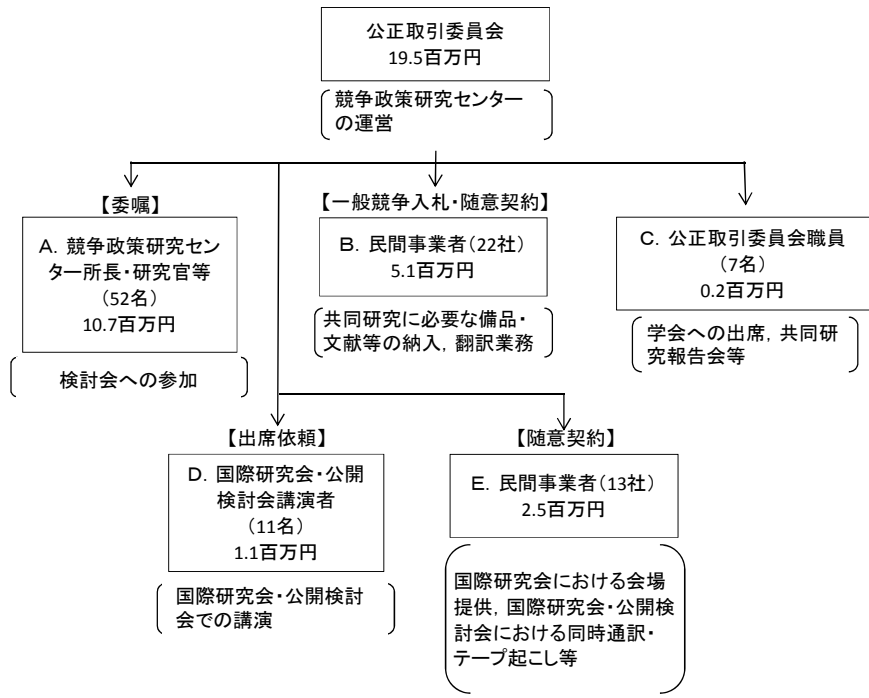 公正取引委員会
19.5百万円
競争政策研究センター
の運営
【委嘱】
A. 競争政策研究セン
ター所長・研究官等
(52名)
10.7百万円
検討会への参加
【一般競争入札・随意契約】
B. 民間事業者(22社)
5.1百万円
共同研究に必要な備品・
文献等の納入, 翻訳業務
C. 公正取引委員会職員
(7名)
0.2百万円
学会への出席, 共同研
究報告会等
【出席依頼】
D. 国際研究会・公開
検討会講演者
(11名)
1.1百万円
国際研究会・公開検討
会での講演
【随意契約】
E. 民間事業者(13社)
2.5百万円
国際研究会における会場
提供, 国際研究会・公開検
討会における同時通訳・
テープ起こし等